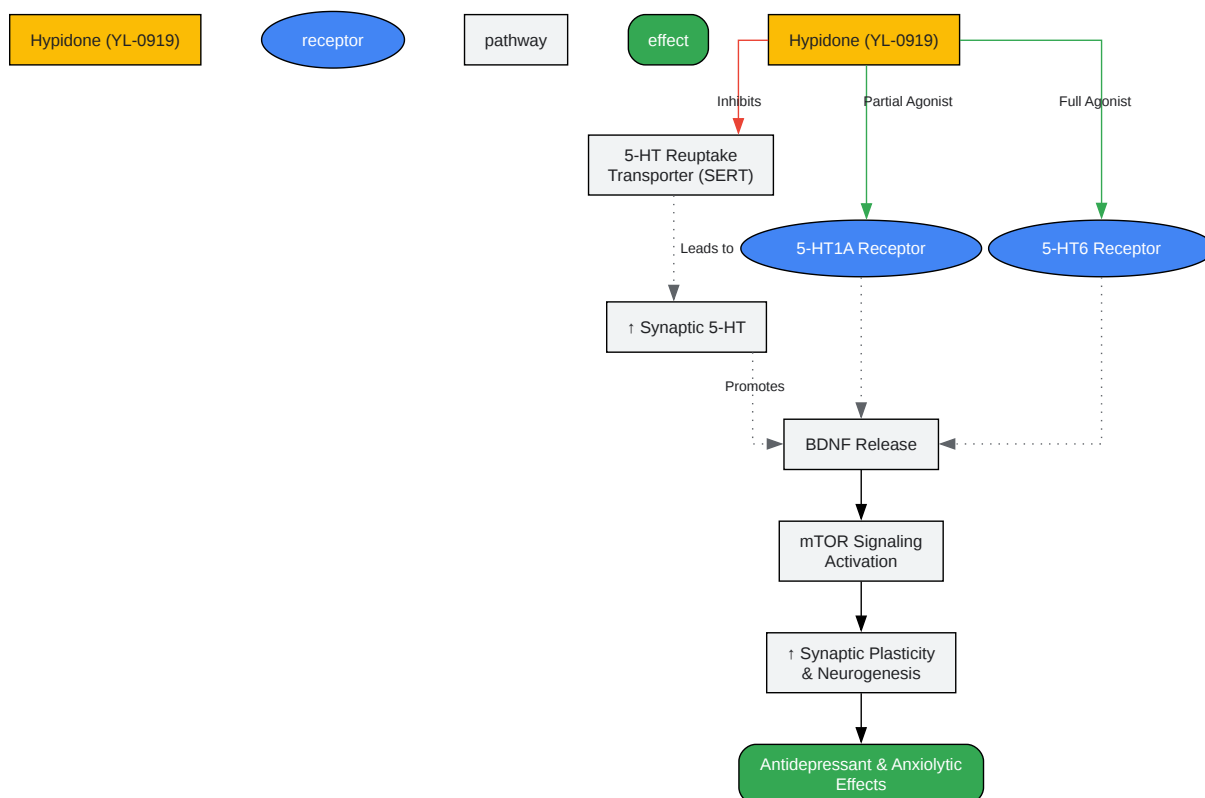 Hypidone (YL-0919)
receptor
pathway
effect
Hypidone (YL-0919)
Inhibits
Partial Agonist
Full Agonist
5-HT Reuptake
Transporter (SERT)
Leads to
5-HT1A Receptor
5-HT6 Receptor
↑ Synaptic 5-HT
Promotes
BDNF Release
mTOR Signaling
Activation
↑ Synaptic Plasticity
& Neurogenesis
Antidepressant & Anxiolytic
Effects